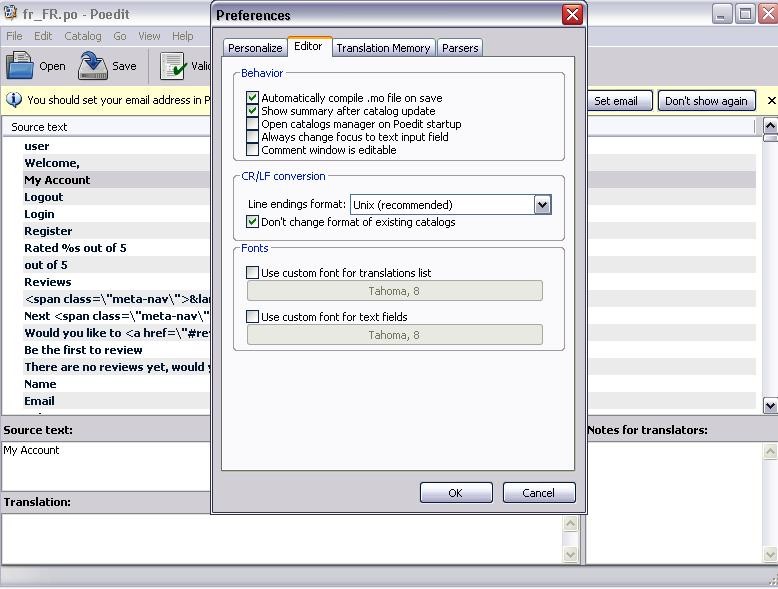 fr_FR.po - Poedit
File Edit Catalog Go View Help
Open Save Valid
You should set your email address in P
Set email Don't show again
Source text
user
Welcome,
My Account
Logout
Login
Register
Rated %s out of 5
out of 5
Reviews
<span class=\"meta-nav\">&la
Next <span class=\"meta-nav\"
Would you like to <a href=\"#re
Be the first to review
There are no reviews yet, would y
Name
Email
Source text:
My Account
Translation:
Notes for translators:
Preferences
Personalize Editor Translation Memory Parsers
Behavior
Automatically compile .mo file on save
Show summary after catalog update
Open catalogs manager on Poedit startup
Always change focus to text input field
Comment window is editable
CR/LF conversion
Line endings format: Unix (recommended)
Don't change format of existing catalogs
Fonts
Use custom font for translations list
Tahoma, 8
Use custom font for text fields
Tahoma, 8
OK Cancel